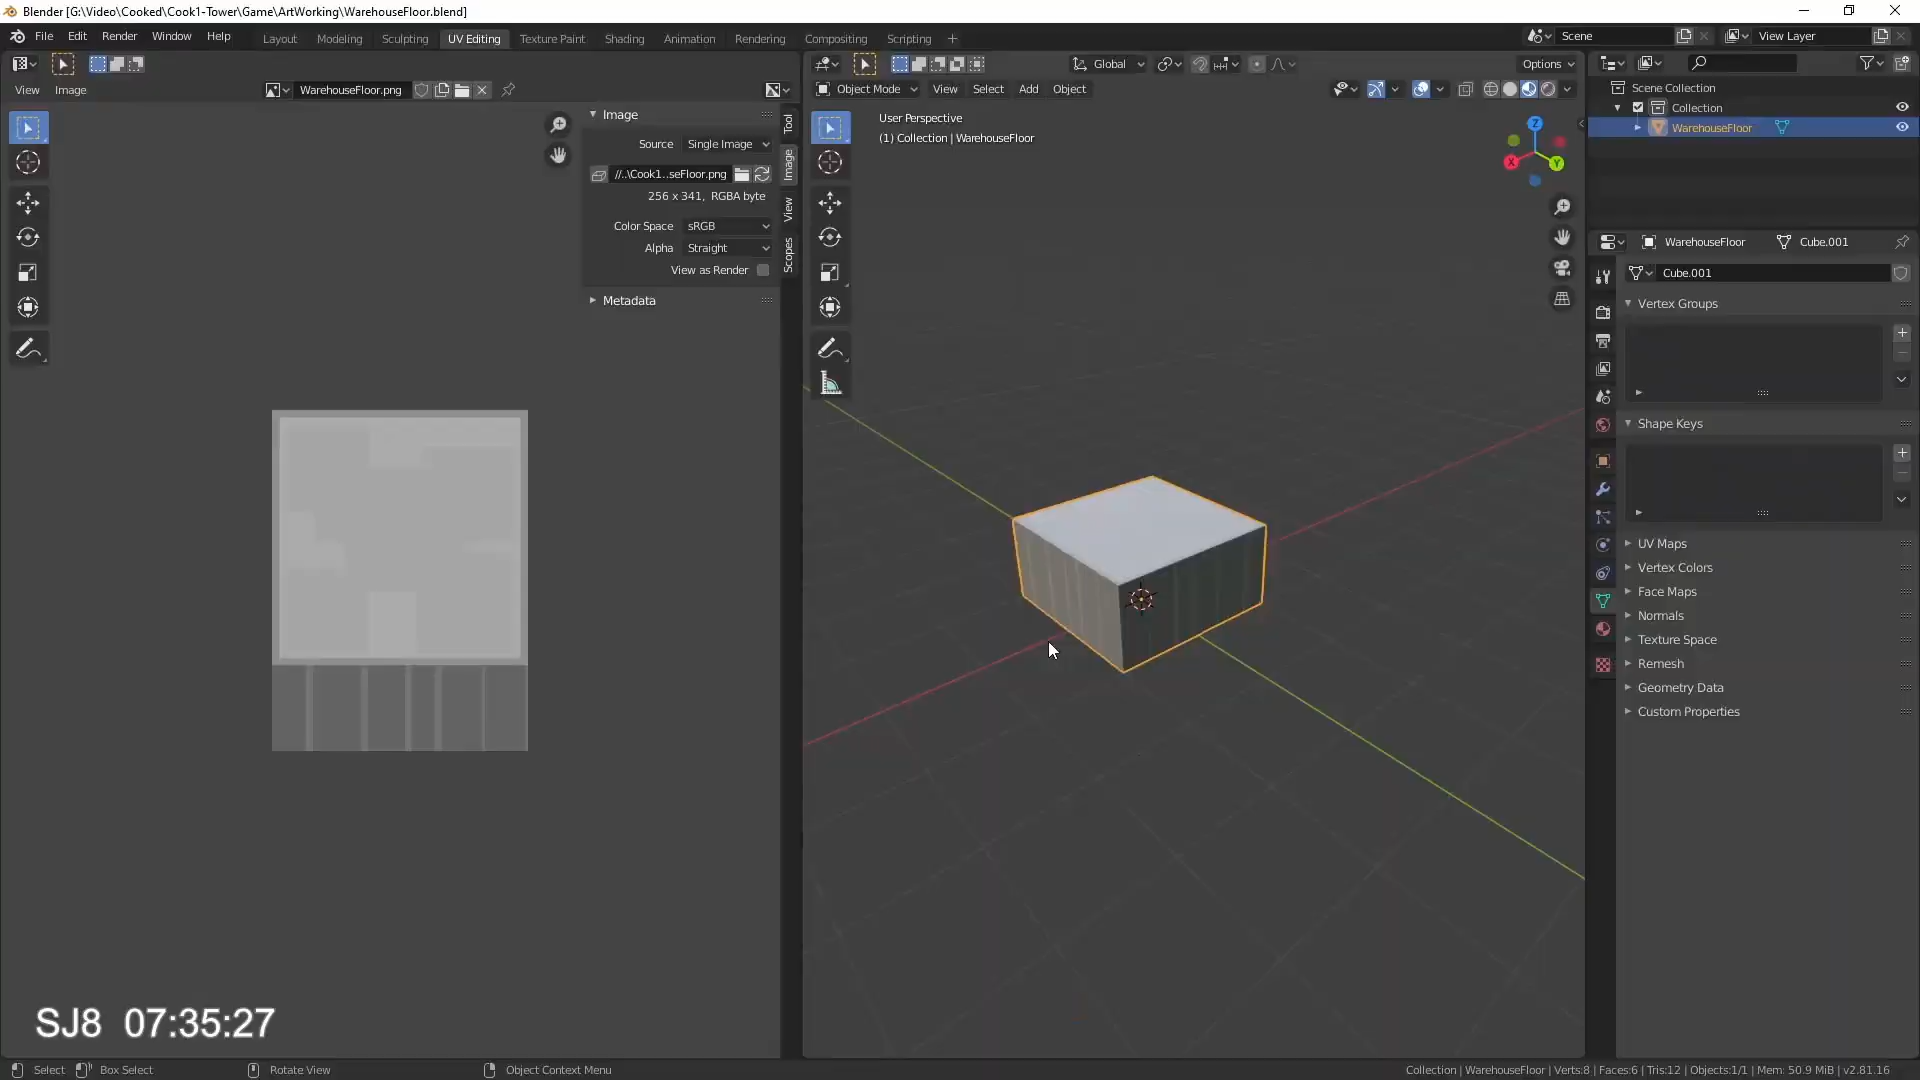 Blender [G:\Video\Cooked\Cook1-Tower\Game\ArtWorking\WarehouseFloor.blend]
File Edit Render Window Help Layout Modeling Sculpting UV Editing Texture Paint Shading Animation Rendering Compositing Scripting + Scene View Layer
Global Options
View Image WarehouseFloor.png Object Mode View Select Add Object
Image
Source Single Image
//..\Cook1..seFloor.png
256 x 341, RGBA byte
Color Space sRGB
Alpha Straight
View as Render
Metadata
Tool
Image
View
Scopes
User Perspective
(1) Collection | WarehouseFloor
Z
X
Y
Scene Collection
Collection
WarehouseFloor
WarehouseFloor Cube.001
Cube.001
Vertex Groups
Shape Keys
UV Maps
Vertex Colors
Face Maps
Normals
Texture Space
Remesh
Geometry Data
Custom Properties
SJ8 07:35:27
Select Box Select Rotate View Object Context Menu Collection | WarehouseFloor | Verts:8 | Faces:6 | Tris:12 | Objects:1/1 | Mem: 50.9 MiB | v2.81.16